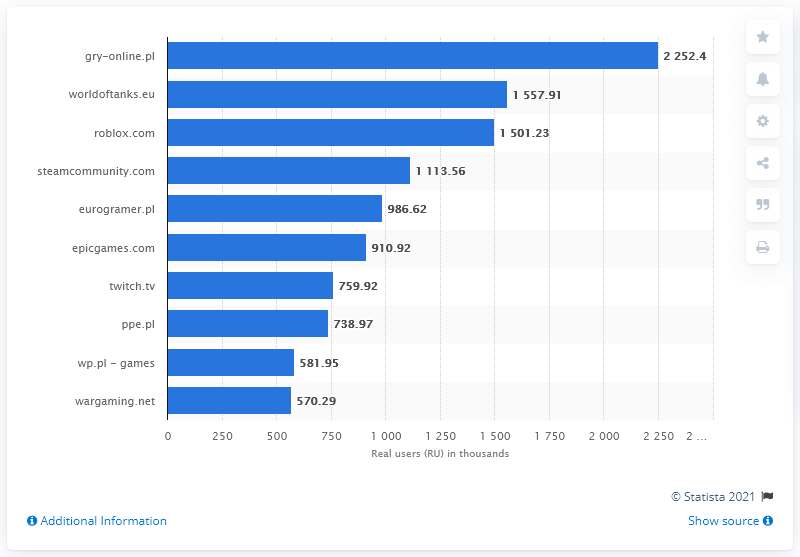 gry-online.pl 2 252.4
worldoftanks.eu 1 557.91
roblox.com 1 501.23
steamcommunity.com 1 113.56
eurogramer.pl 986.62
epicgames.com 910.92
twitch.tv 759.92
ppe.pl 738.97
wp.pl - games 581.95
wargaming.net 570.29
0 250 500 750 1 000 1 250 1 500 1 750 2 000 2 250 2 ...
Real users (RU) in thousands
© Statista 2021
Additional Information Show source